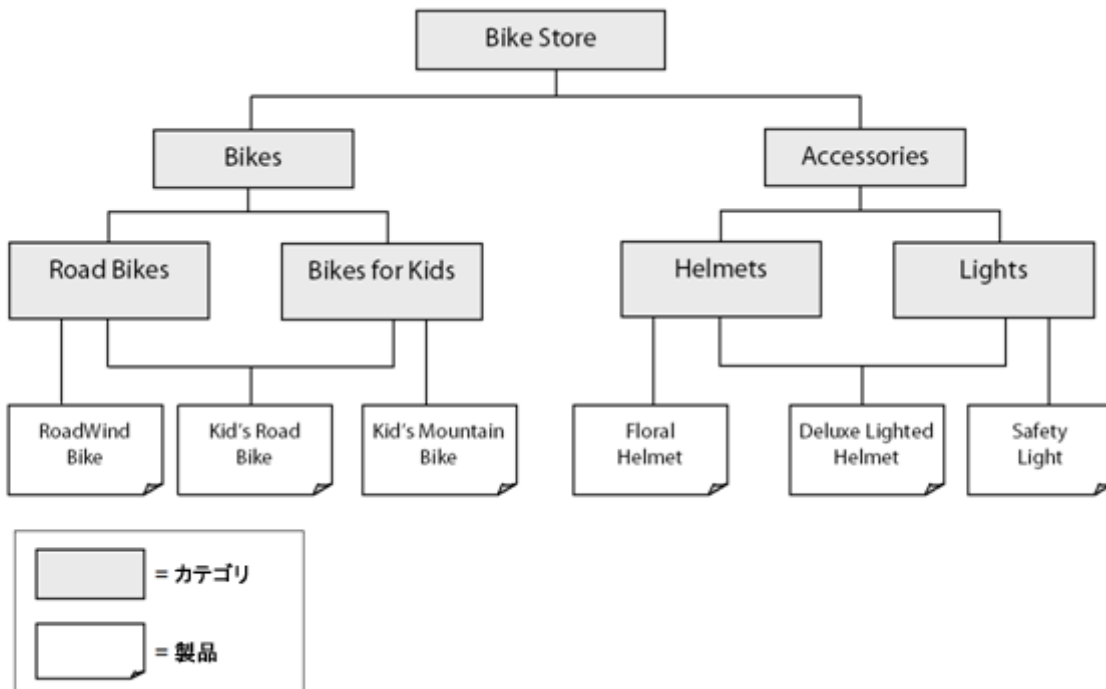 Bike Store
Bikes
Accessories
Road Bikes
Bikes for Kids
Helmets
Lights
RoadWind
Bike
Kid's Road
Bike
Kid's Mountain
Bike
Floral
Helmet
Deluxe Lighted
Helmet
Safety
Light
= カテゴリ
= 製品